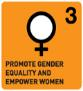 3
PROMOTE GENDER
EQUALITY AND
EMPOWER WOMEN